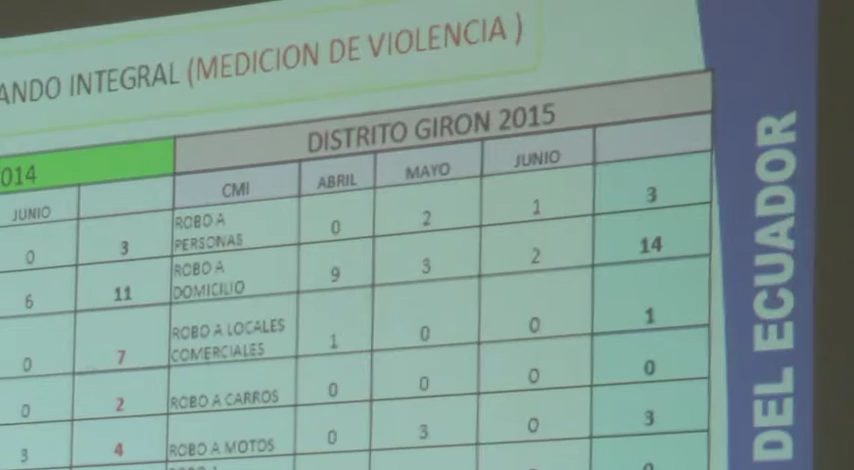 ANDO INTEGRAL (MEDICION DE VIOLENCIA )
014
DISTRITO GIRON 2015
JUNIO CMI ABRIL MAYO JUNIO
0 3 ROBO A
PERSONAS 0 2 1 3
6 11 ROBO A
DOMICILIO 9 3 2 14
0 7 ROBO A LOCALES
COMERCIALES 1 0 0 1
0 2 ROBO A CARROS 0 0 0 0
3 4 ROBO A MOTOS 0 3 0 3
DEL ECUADOR